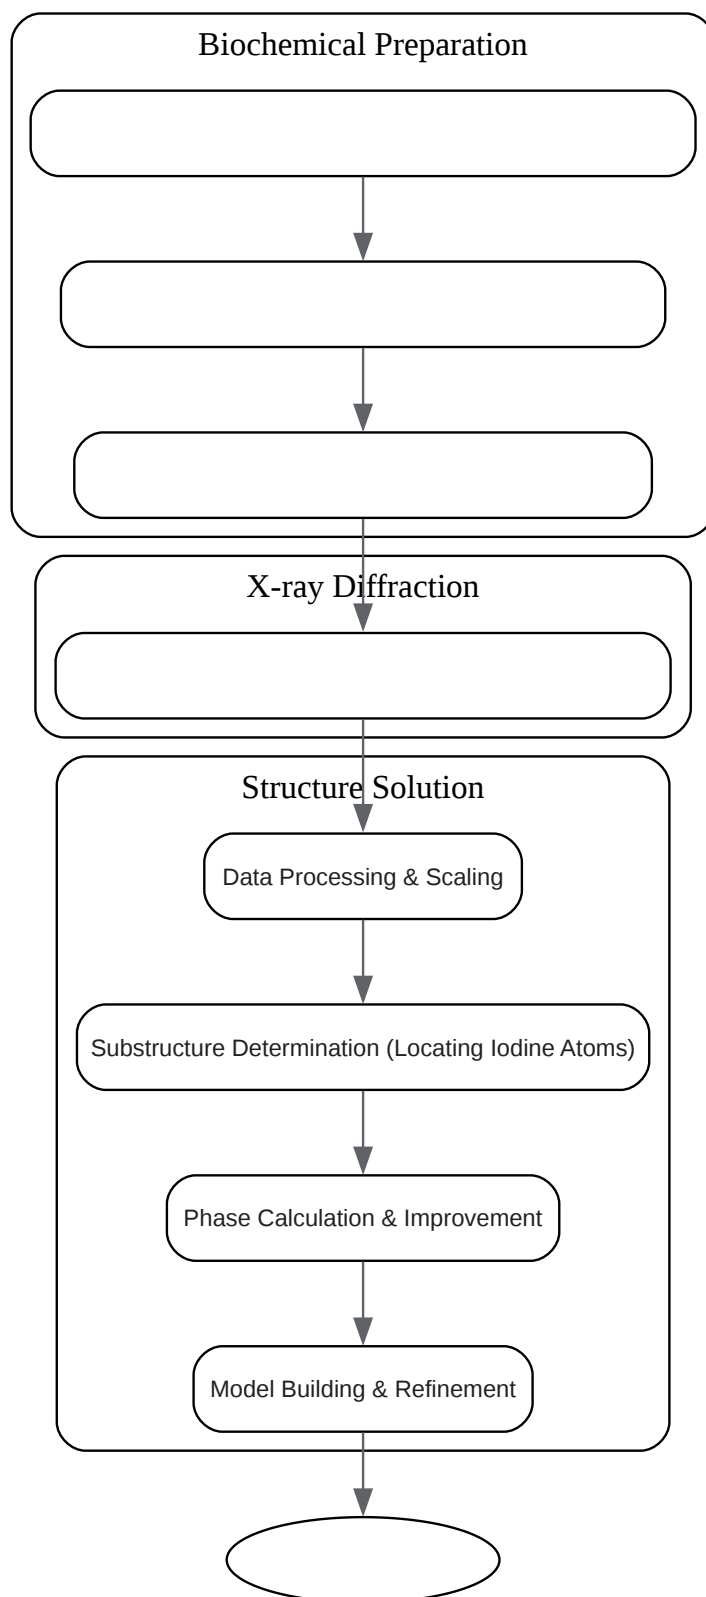 Biochemical Preparation
X-ray Diffraction
Structure Solution
Data Processing & Scaling
Substructure Determination (Locating Iodine Atoms)
Phase Calculation & Improvement
Model Building & Refinement